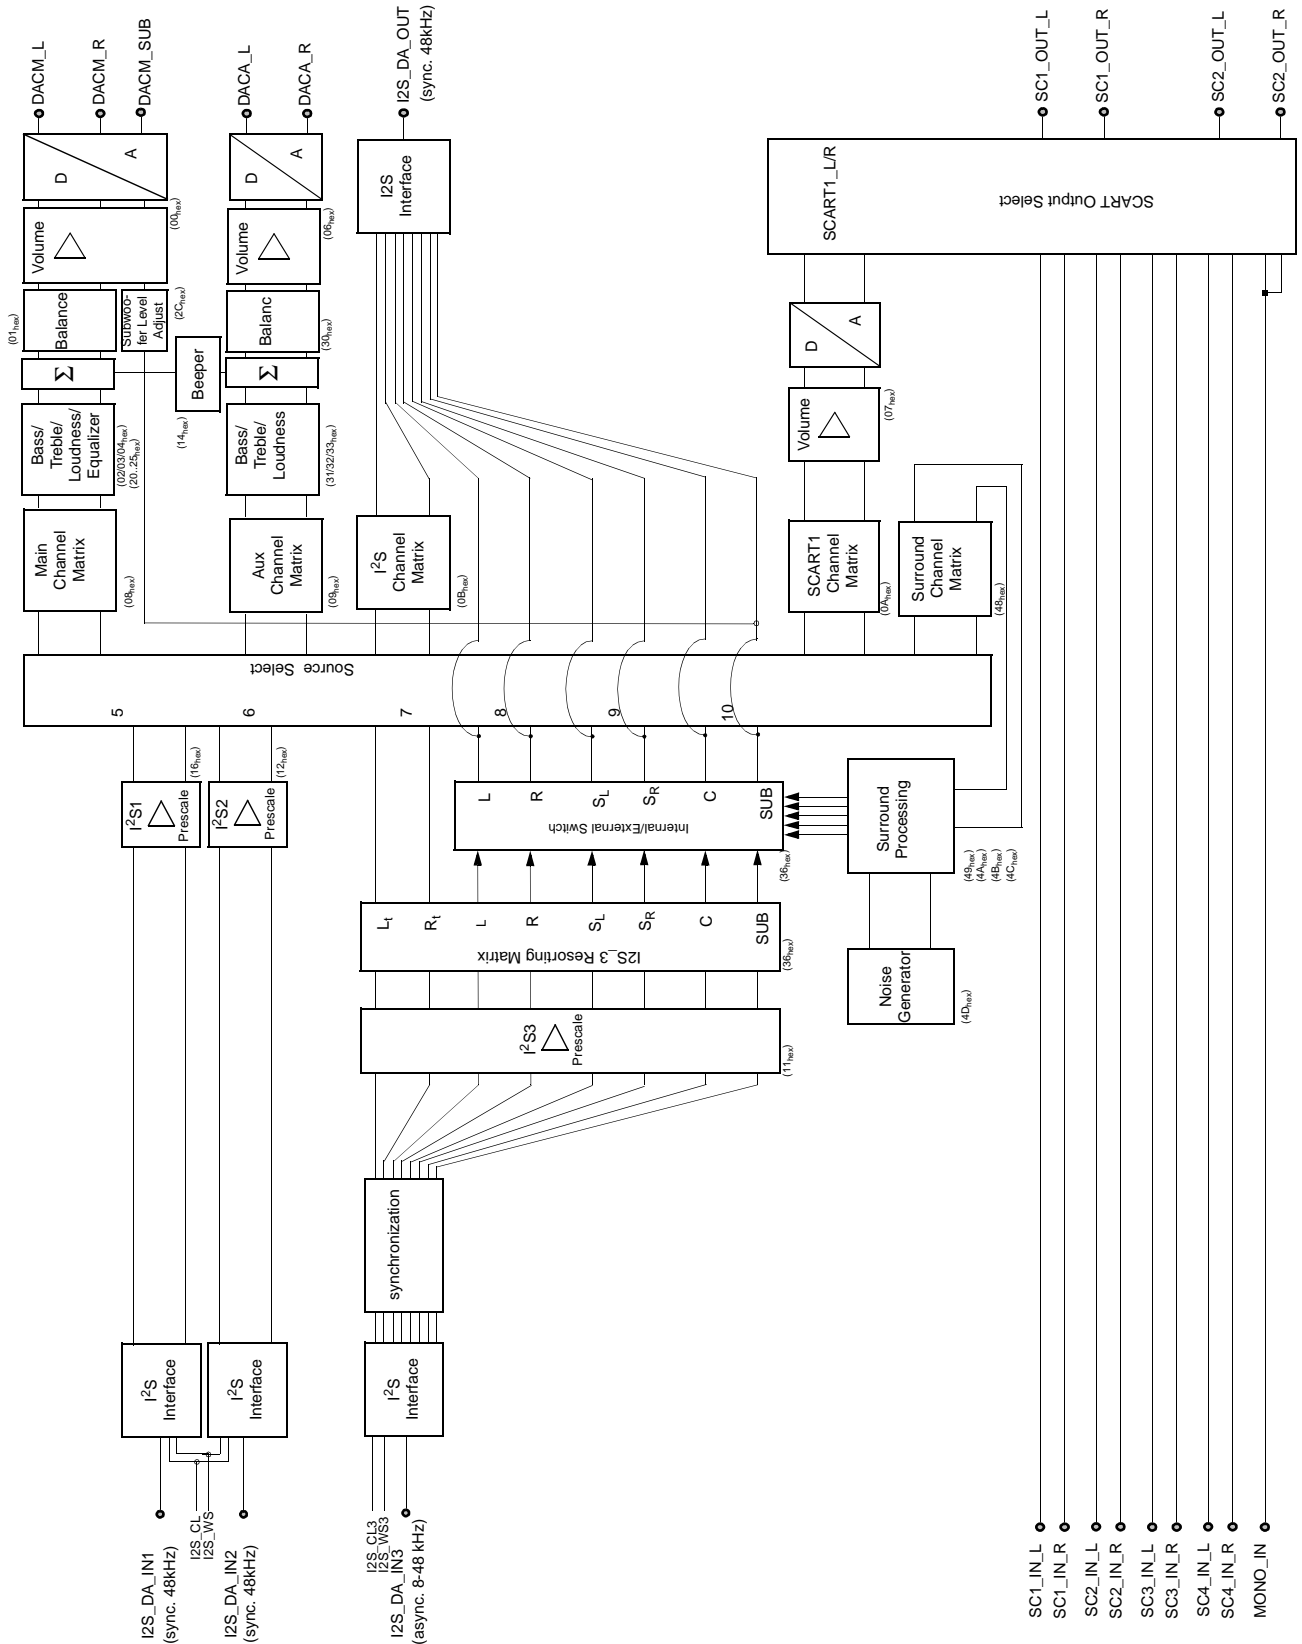 I2S_DA_IN1
(sync. 48kHz)
I2S_CL
I2S_WS
I2S_DA_IN2
(sync. 48kHz)
I2S_CL3
I2S_WS3
I2S_DA_IN3
(async. 8-48 kHz)
SC1_IN_L
SC1_IN_R
SC2_IN_L
SC2_IN_R
SC3_IN_L
SC3_IN_R
SC4_IN_L
SC4_IN_R
MONO_IN
I²S
Interface
I²S
Interface
I²S
Interface
synchronization
I²S3
Prescale
(11hex)
I2S_3 Resorting Matrix
Lt
Rt
L
R
SL
SR
C
SUB
(36hex)
Noise
Generator
(4Dhex)
I²S1
Prescale
(16hex)
I²S2
Prescale
(12hex)
Internal/External Switch
L
R
SL
SR
C
SUB
(36hex)
Surround
Processing
(49hex)
(4Ahex)
(4Bhex)
(4Chex)
Source Select
5
6
7
8
9
10
Main
Channel
Matrix
(08hex)
Aux
Channel
Matrix
(09hex)
I²S
Channel
Matrix
(0Bhex)
SCART1
Channel
Matrix
(0Ahex)
Surround
Channel
Matrix
(48hex)
Bass/
Treble/
Loudness/
Equalizer
(02/03/04hex)
(20..25hex)
Beeper
(14hex)
Bass/
Treble/
Loudness
(31/32/33hex)
Σ
Σ
(01hex)
Balance
Subwoo-
fer Level
Adjust
(2Chex)
Balanc
(30hex)
Volume
(00hex)
Volume
(06hex)
Volume
(07hex)
D
A
D
A
D
A
I2S
Interface
SCART1_L/R
SCART Output Select
DACM_L
DACM_R
DACM_SUB
DACA_L
DACA_R
I2S_DA_OUT
(sync. 48kHz)
SC1_OUT_L
SC1_OUT_R
SC2_OUT_L
SC2_OUT_R